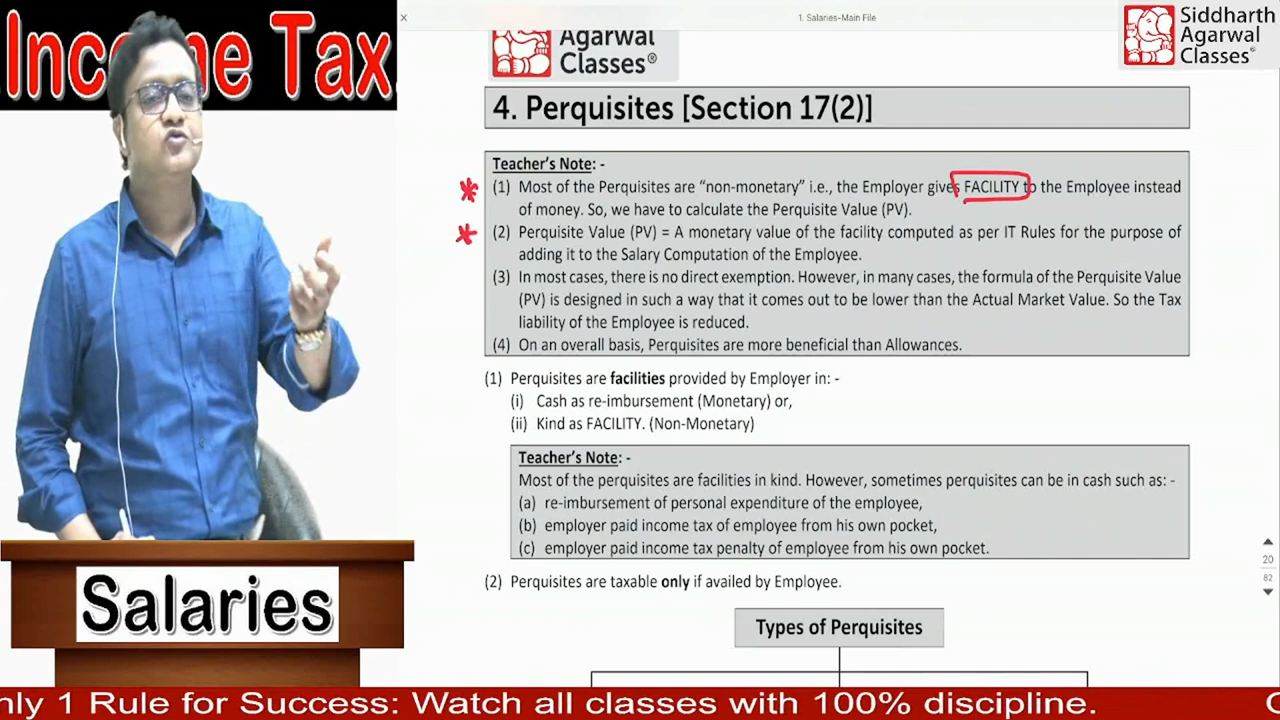 Income Tax
1. Salaries-Main File
Siddharth
Agarwal
Classes®
Agarwal
Classes®
4. Perquisites [Section 17(2)]
Teacher's Note: -
(1) Most of the Perquisites are “non-monetary” i.e., the Employer gives FACILITY to the Employee instead
of money. So, we have to calculate the Perquisite Value (PV).
(2) Perquisite Value (PV) = A monetary value of the facility computed as per IT Rules for the purpose of
adding it to the Salary Computation of the Employee.
(3) In most cases, there is no direct exemption. However, in many cases, the formula of the Perquisite Value
(PV) is designed in such a way that it comes out to be lower than the Actual Market Value. So the Tax
liability of the Employee is reduced.
(4) On an overall basis, Perquisites are more beneficial than Allowances.
(1) Perquisites are facilities provided by Employer in: -
(i) Cash as re-imbursement (Monetary) or,
(ii) Kind as FACILITY. (Non-Monetary)
Teacher's Note: -
Most of the perquisites are facilities in kind. However, sometimes perquisites can be in cash such as: -
(a) re-imbursement of personal expenditure of the employee,
(b) employer paid income tax of employee from his own pocket,
(c) employer paid income tax penalty of employee from his own pocket.
(2) Perquisites are taxable only if availed by Employee.
20
82
Types of Perquisites
Salaries
nly 1 Rule for Success: Watch all classes with 100% discipline.